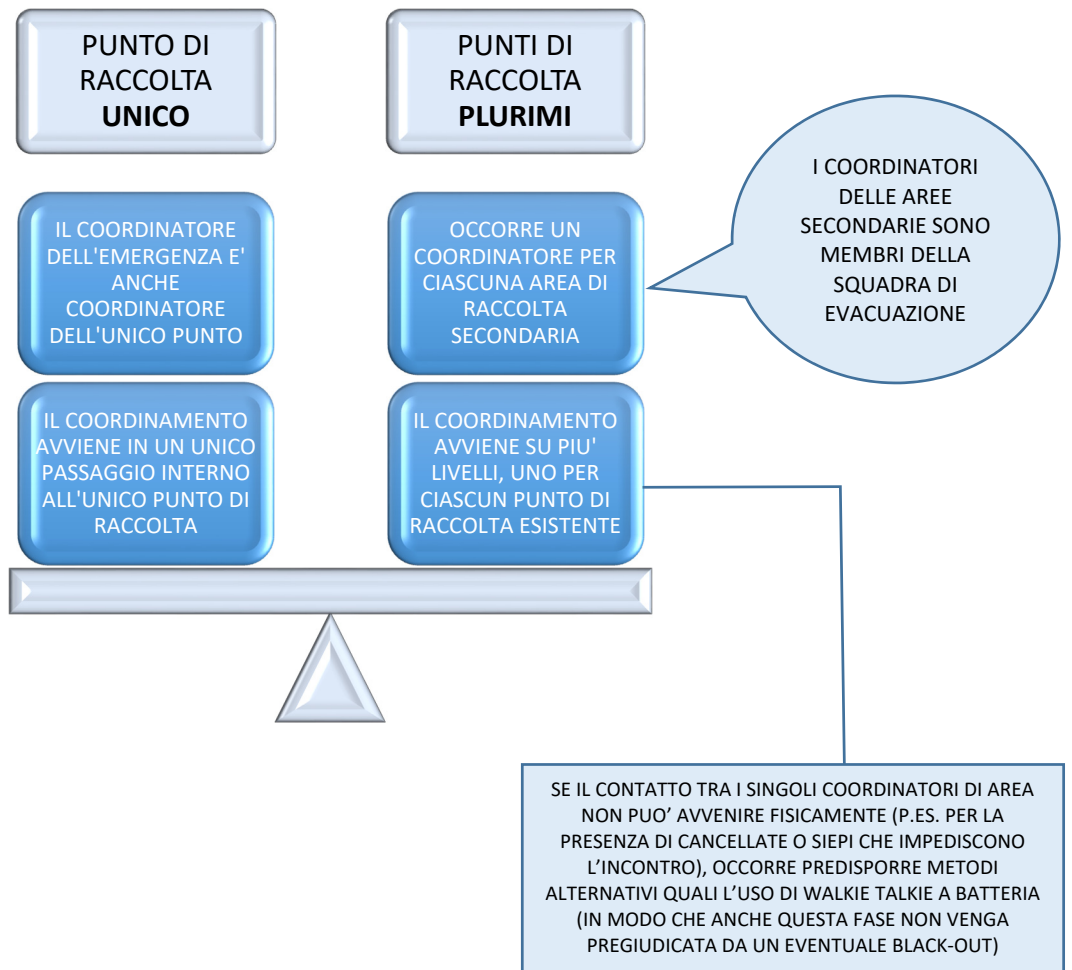 PUNTO DI
RACCOLTA
UNICO
PUNTI DI
RACCOLTA
PLURIMI
IL COORDINATORE
DELL'EMERGENZA E'
ANCHE
COORDINATORE
DELL'UNICO PUNTO
OCCORRE UN
COORDINATORE PER
CIASCUNA AREA DI
RACCOLTA
SECONDARIA
I COORDINATORI
DELLE AREE
SECONDARIE SONO
MEMBRI DELLA
SQUADRA DI
EVACUAZIONE
IL COORDINAMENTO
AVVIENE IN UN UNICO
PASSAGGIO INTERNO
ALL'UNICO PUNTO DI
RACCOLTA
IL COORDINAMENTO
AVVIENE SU PIU'
LIVELLI, UNO PER
CIASCUN PUNTO DI
RACCOLTA ESISTENTE
SE IL CONTATTO TRA I SINGOLI COORDINATORI DI AREA
NON PUO’ AVVENIRE FISICAMENTE (P.ES. PER LA
PRESENZA DI CANCELLATE O SIEPI CHE IMPEDISCONO
L’INCONTRO), OCCORRE PREDISPORRE METODI
ALTERNATIVI QUALI L’USO DI WALKIE TALKIE A BATTERIA
(IN MODO CHE ANCHE QUESTA FASE NON VENGA
PREGIUDICATA DA UN EVENTUALE BLACK-OUT)